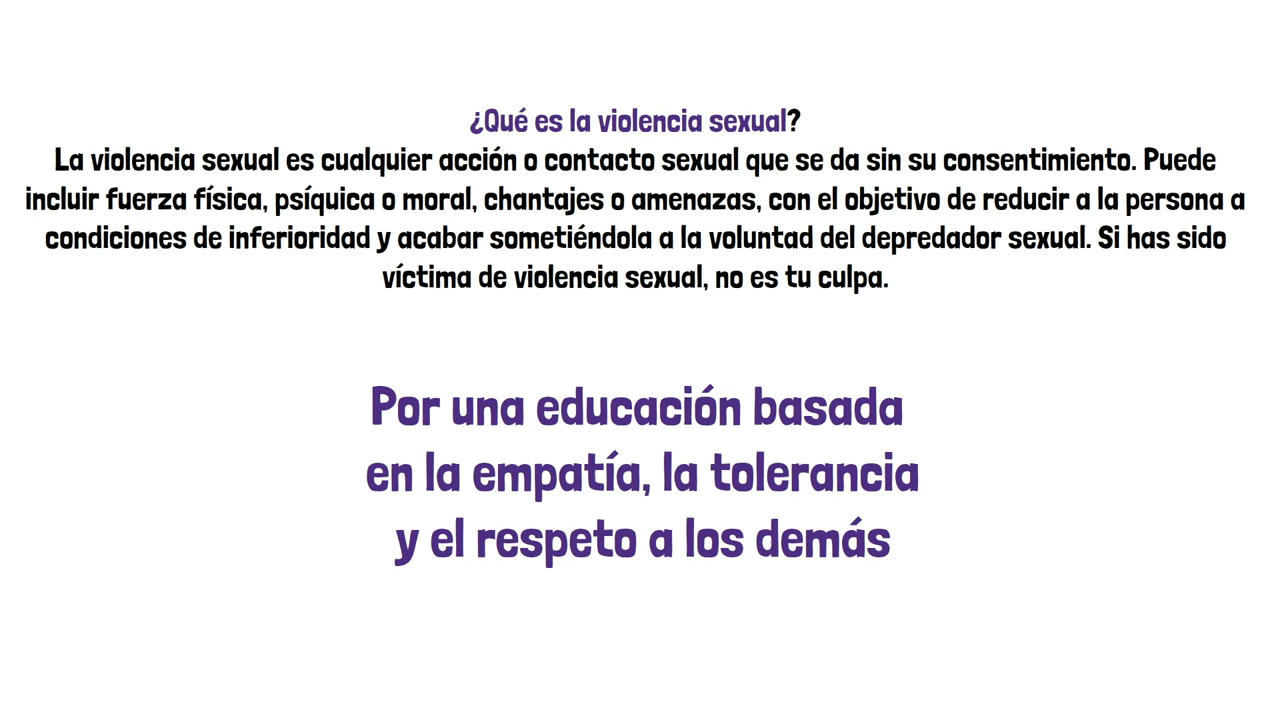 ¿Qué es la violencia sexual?
La violencia sexual es cualquier acción o contacto sexual que se da sin su consentimiento. Puede
incluir fuerza física, psíquica o moral, chantajes o amenazas, con el objetivo de reducir a la persona a
condiciones de inferioridad y acabar sometiéndola a la voluntad del depredador sexual. Si has sido
víctima de violencia sexual, no es tu culpa.
Por una educación basada
en la empatía, la tolerancia
y el respeto a los demás